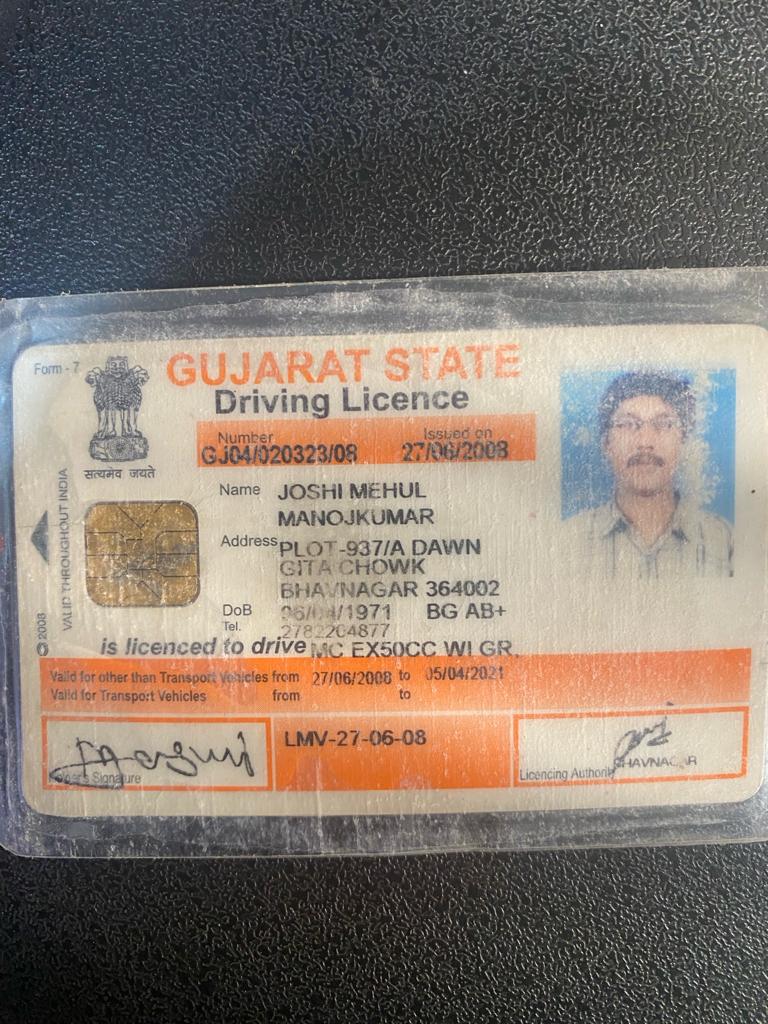 Form - 7
GUJARAT STATE
Driving Licence
Number Issued on
GJ04/020323/08 27/06/2008
सत्यमेव जयते
Name JOSHI MEHUL
MANOJKUMAR
Address PLOT-937/A DAWN
GITA CHOWK
BHAVNAGAR 364002
DoB /1971 BG AB+
Tel. 2782204877
is licenced to drive MC EX50CC WI GR.
Valid for other than Transport Vehicles from 27/06/2008 to 05/04/2021
Valid for Transport Vehicles from to
LMV-27-06-08
Signature
Licencing Authority BHAVNAGAR
VALID THROUGHOUT INDIA
© 2008